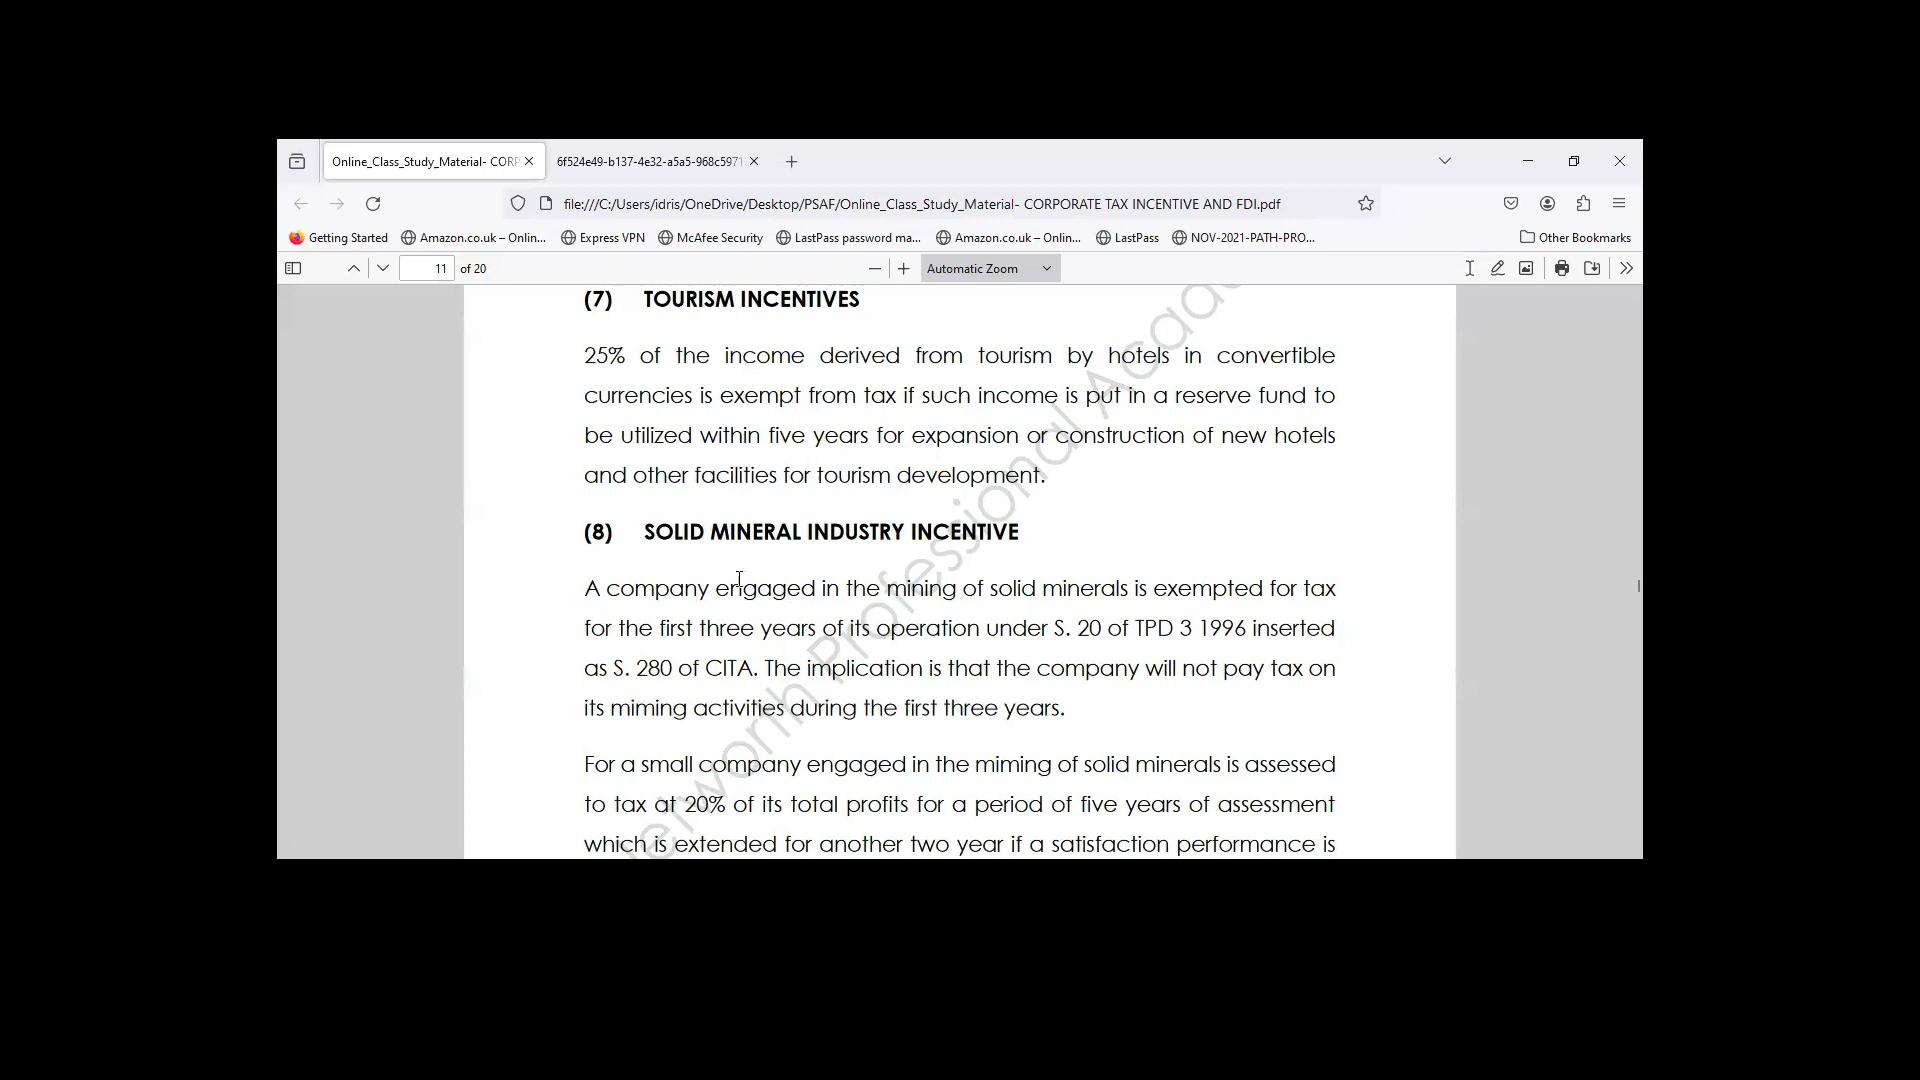 Online_Class_Study_Material- CORP
6f524e49-b137-4e32-a5a5-968c5971
file:///C:/Users/idris/OneDrive/Desktop/PSAF/Online_Class_Study_Material- CORPORATE TAX INCENTIVE AND FDI.pdf
Getting Started Amazon.co.uk – Onlin... Express VPN McAfee Security LastPass password ma... Amazon.co.uk – Onlin... LastPass NOV-2021-PATH-PRO... Other Bookmarks
11 of 20 Automatic Zoom
(7) TOURISM INCENTIVES
25% of the income derived from tourism by hotels in convertible
currencies is exempt from tax if such income is put in a reserve fund to
be utilized within five years for expansion or construction of new hotels
and other facilities for tourism development.
(8) SOLID MINERAL INDUSTRY INCENTIVE
A company engaged in the mining of solid minerals is exempted for tax
for the first three years of its operation under S. 20 of TPD 3 1996 inserted
as S. 280 of CITA. The implication is that the company will not pay tax on
its miming activities during the first three years.
For a small company engaged in the miming of solid minerals is assessed
to tax at 20% of its total profits for a period of five years of assessment
which is extended for another two year if a satisfaction performance is
Professional